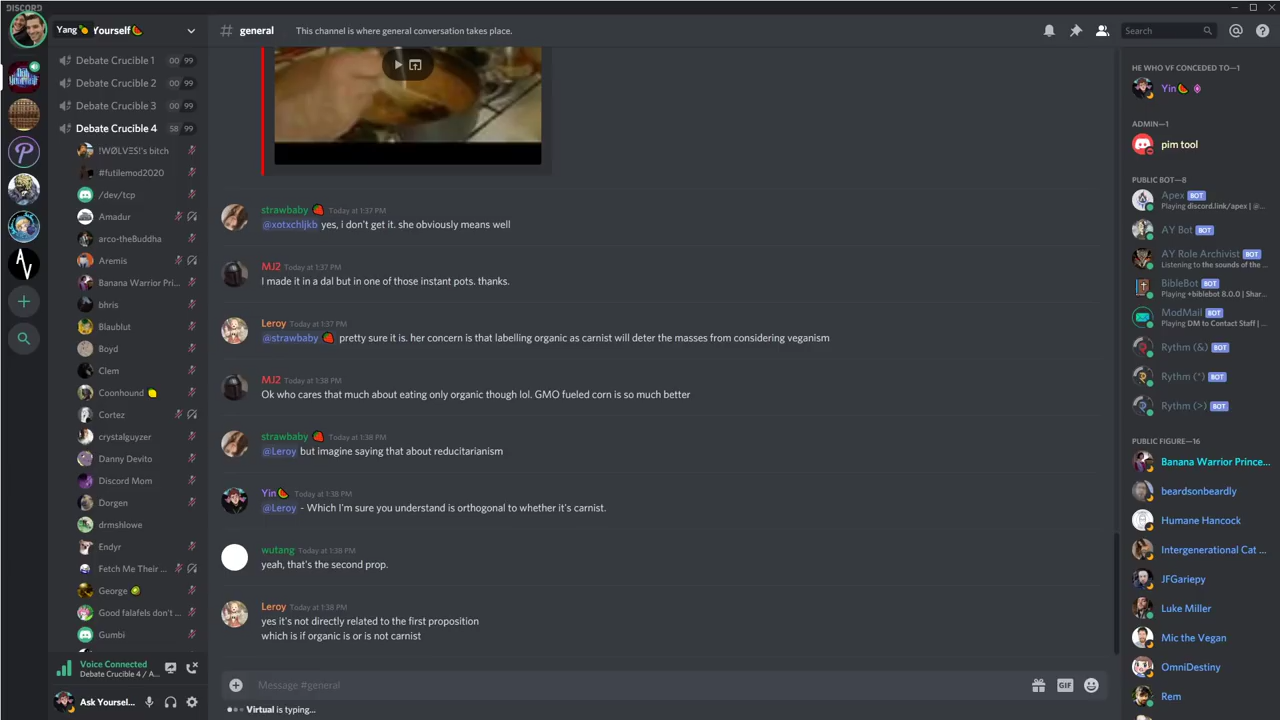 DISCORD
Yang Yourself
Debate Crucible 1 00 99
Debate Crucible 2 00 99
Debate Crucible 3 00 99
Debate Crucible 4 58 99
!WØLVES!'s bitch
#futilemod2020
/dev/tcp
Amadur
arco-theBuddha
Aremis
Banana Warrior Pri...
bhris
Blaublut
Boyd
Clem
Coonhound
Cortez
crystalguyzer
Danny Devito
Discord Mom
Dorgen
drmshlowe
Endyr
Fetch Me Their ...
George
Good falafels don't ...
Gumbi
Voice Connected
Debate Crucible 4 / A...
Ask Yoursel...
# general This channel is where general conversation takes place.
Search
strawbaby Today at 1:37 PM
@xotxchljkb yes, i don't get it. she obviously means well
MJ2 Today at 1:37 PM
I made it in a dal but in one of those instant pots. thanks.
Leroy Today at 1:37 PM
@strawbaby pretty sure it is. her concern is that labelling organic as carnist will deter the masses from considering veganism
MJ2 Today at 1:38 PM
Ok who cares that much about eating only organic though lol. GMO fueled corn is so much better
strawbaby Today at 1:38 PM
@Leroy but imagine saying that about reducitarianism
Yin Today at 1:38 PM
@Leroy - Which I'm sure you understand is orthogonal to whether it's carnist.
wutang Today at 1:38 PM
yeah, that's the second prop.
Leroy Today at 1:38 PM
yes it's not directly related to the first proposition
which is if organic is or is not carnist
Message #general
GIF
Virtual is typing...
HE WHO VF CONCEDED TO—1
Yin
ADMIN—1
pim tool
PUBLIC BOT—8
Apex BOT
Playing discord.link/apex | @...
AY Bot BOT
AY Role Archivist BOT
Listening to the sounds of the ...
BibleBot BOT
Playing +biblebot 8.0.0 | Shar...
ModMail BOT
Playing DM to Contact Staff | ...
Rythm (&) BOT
Rythm (*) BOT
Rythm (>) BOT
PUBLIC FIGURE—16
Banana Warrior Prince...
beardsonbeardly
Humane Hancock
Intergenerational Cat ...
JFGariepy
Luke Miller
Mic the Vegan
OmniDestiny
Rem